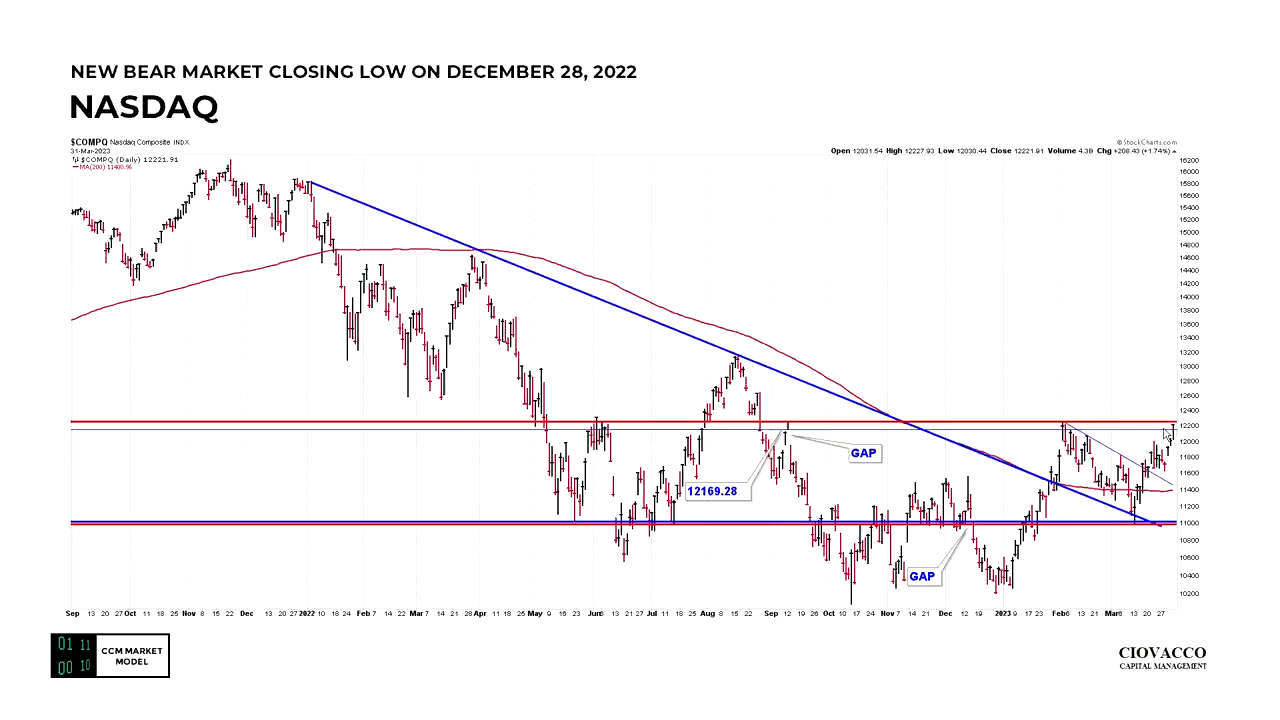 NEW BEAR MARKET CLOSING LOW ON DECEMBER 28, 2022
NASDAQ
$COMPQ Nasdaq Composite INDX
© StockCharts.com
31-Mar-2023
Open 12031.54 High 12227.93 Low 12030.44 Close 12221.91 Volume 4.3B Chg +208.43 (+1.74%)
$COMPQ (Daily) 12221.91
MA(200) 11406.96
16200
16000
15800
15600
15400
15200
15000
14800
14600
14400
14200
14000
13800
13600
13400
13200
13000
12800
12600
12400
12200
12000
11800
11600
11400
11200
11000
10800
10600
10400
10200
GAP
12169.28
GAP
Sep 13 20 27 Oct 11 18 25 Nov 8 15 22 Dec 13 20 27 2022 10 18 24 Feb 7 14 22 Mar 7 14 21 Apr 11 18 25 May 9 16 23 Jun 6 13 21 27 Jul 11 18 25 Aug 8 15 22 Sep 6 12 19 26 Oct 10 17 24 Nov 7 14 21 Dec 12 19 2023 9 17 23 Feb 6 13 21 Mar 6 13 20 27
01 11
00 10
CCM MARKET
MODEL
CIOVACCO
CAPITAL MANAGEMENT